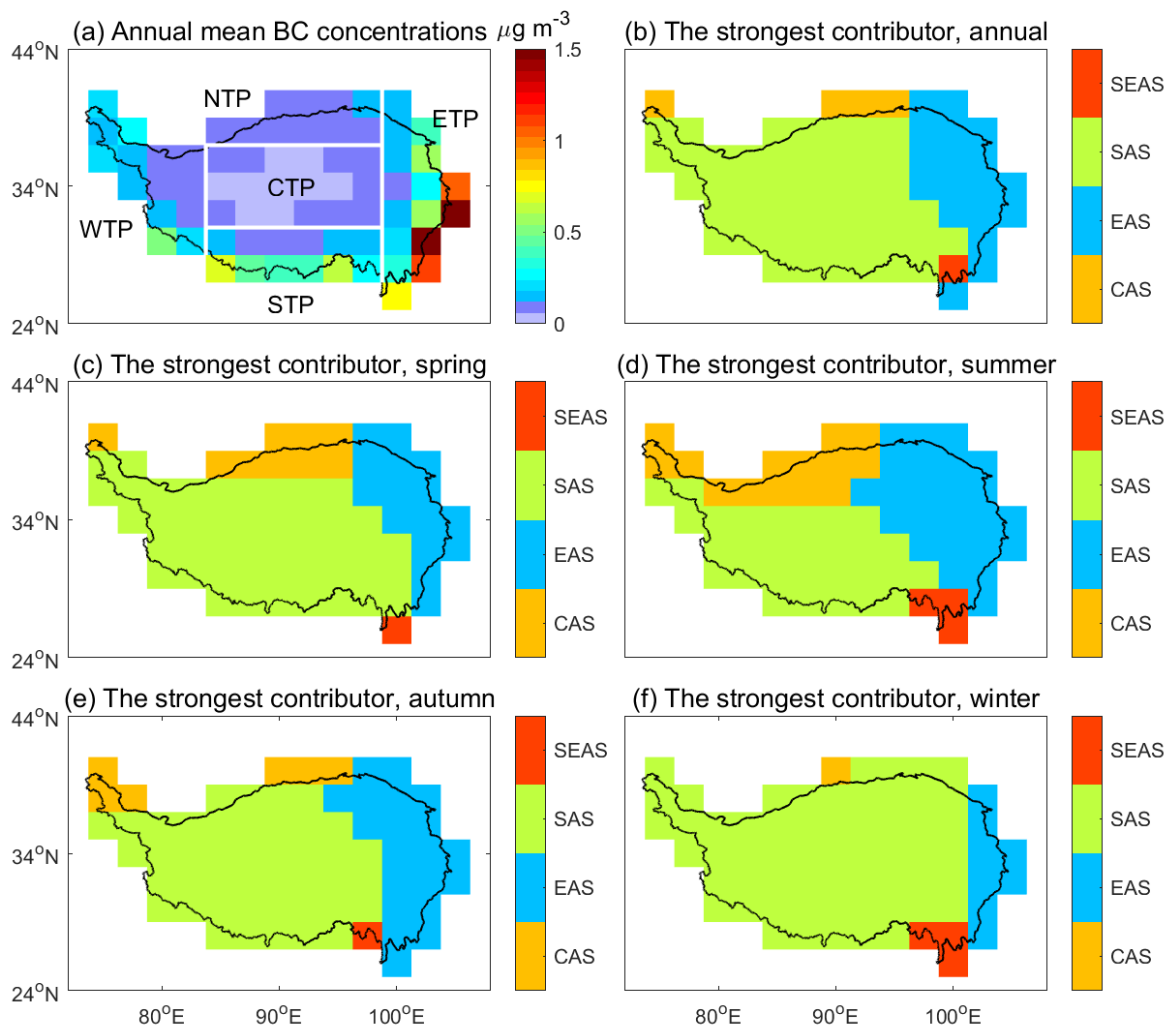 (a) Annual mean BC concentrations μg m-3
(b) The strongest contributor, annual
44°N
34°N
24°N
NTP
ETP
CTP
WTP
STP
1.5
1
0.5
0
SEAS
SAS
EAS
CAS
(c) The strongest contributor, spring
(d) The strongest contributor, summer
44°N
34°N
24°N
SEAS
SAS
EAS
CAS
SEAS
SAS
EAS
CAS
(e) The strongest contributor, autumn
(f) The strongest contributor, winter
44°N
34°N
24°N
80°E
90°E
100°E
SEAS
SAS
EAS
CAS
80°E
90°E
100°E
SEAS
SAS
EAS
CAS